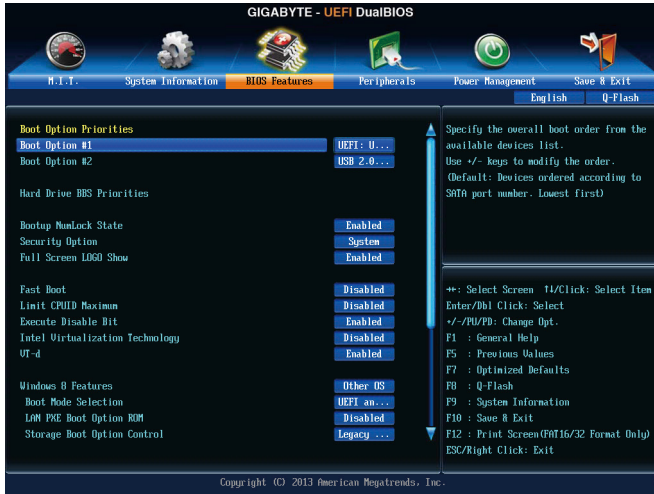 GIGABYTE - UEFI DualBIOS
M.I.T. System Information BIOS Features Peripherals Power Management Save & Exit
English Q-Flash
Boot Option Priorities
Boot Option #1 UEFI: U...
Boot Option #2 USB 2.0...
Hard Drive BBS Priorities
Bootup NumLock State Enabled
Security Option System
Full Screen LOGO Show Enabled
Fast Boot Disabled
Limit CPUID Maximum Disabled
Execute Disable Bit Enabled
Intel Virtualization Technology Disabled
VT-d Enabled
Windows 8 Features Other OS
Boot Mode Selection UEFI an...
LAN PXE Boot Option ROM Disabled
Storage Boot Option Control Legacy ...
Specify the overall boot order from the
available devices list.
Use +/- keys to modify the order.
(Default: Devices ordered according to
SATA port number. Lowest first)
→←: Select Screen ↑↓/Click: Select Item
Enter/Dbl Click: Select
+/-/PU/PD: Change Opt.
F1 : General Help
F5 : Previous Values
F7 : Optimized Defaults
F8 : Q-Flash
F9 : System Information
F10 : Save & Exit
F12 : Print Screen(FAT16/32 Format Only)
ESC/Right Click: Exit
Copyright (C) 2013 American Megatrends, Inc.